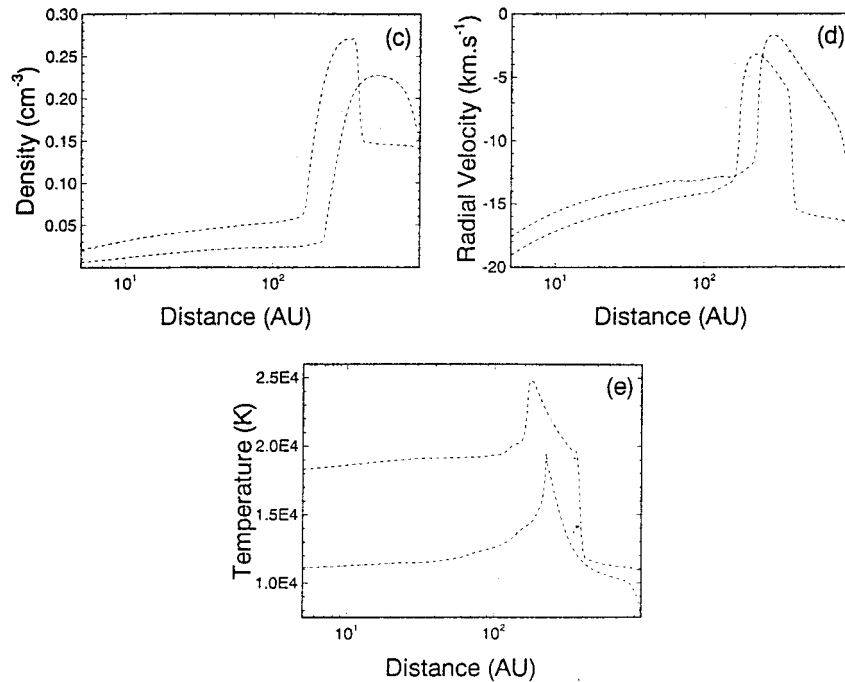 (c)
Density (cm⁻³)
0.30
0.25
0.20
0.15
0.10
0.05
10¹
10²
Distance (AU)
(d)
Radial Velocity (km.s⁻¹)
0
-5
-10
-15
-20
10¹
10²
Distance (AU)
(e)
Temperature (K)
2.5E4
2.0E4
1.5E4
1.0E4
10¹
10²
Distance (AU)